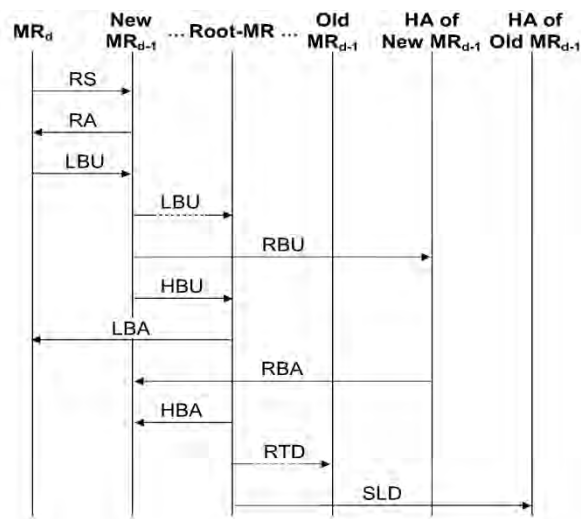 MRd
New
MRd-1
... Root-MR ...
Old
MRd-1
HA of
New MRd-1
HA of
Old MRd-1
RS
RA
LBU
LBU
RBU
HBU
LBA
RBA
HBA
RTD
SLD